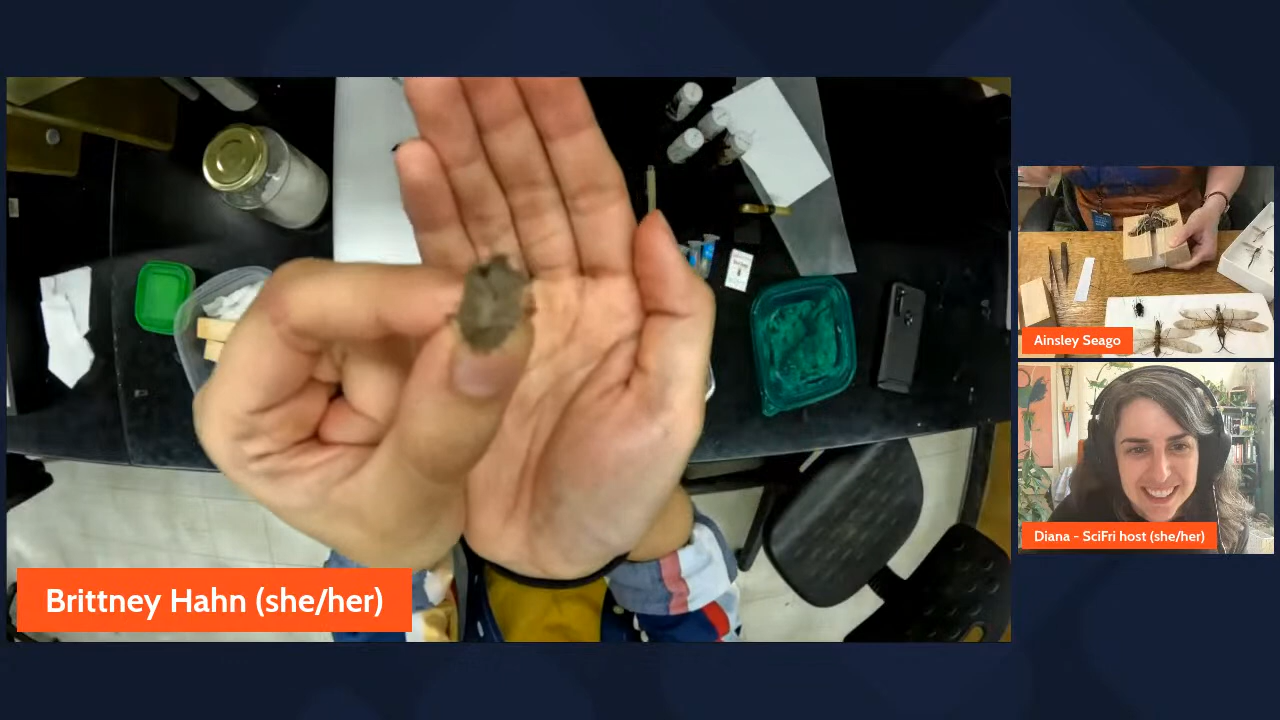 Brittney Hahn (she/her)
Ainsley Seago
Diana - SciFri host (she/her)